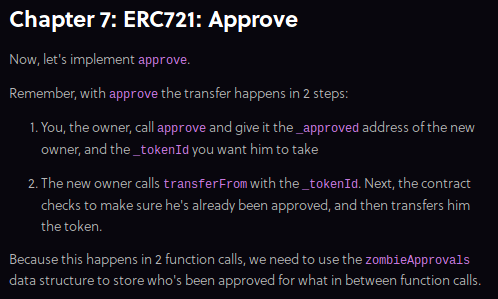 Chapter 7: ERC721: Approve
Now, let's implement approve.
Remember, with approve the transfer happens in 2 steps:
1. You, the owner, call approve and give it the _approved address of the new
owner, and the _tokenId you want him to take
2. The new owner calls transferFrom with the _tokenId. Next, the contract
checks to make sure he's already been approved, and then transfers him
the token.
Because this happens in 2 function calls, we need to use the zombieApprovals
data structure to store who's been approved for what in between function calls.